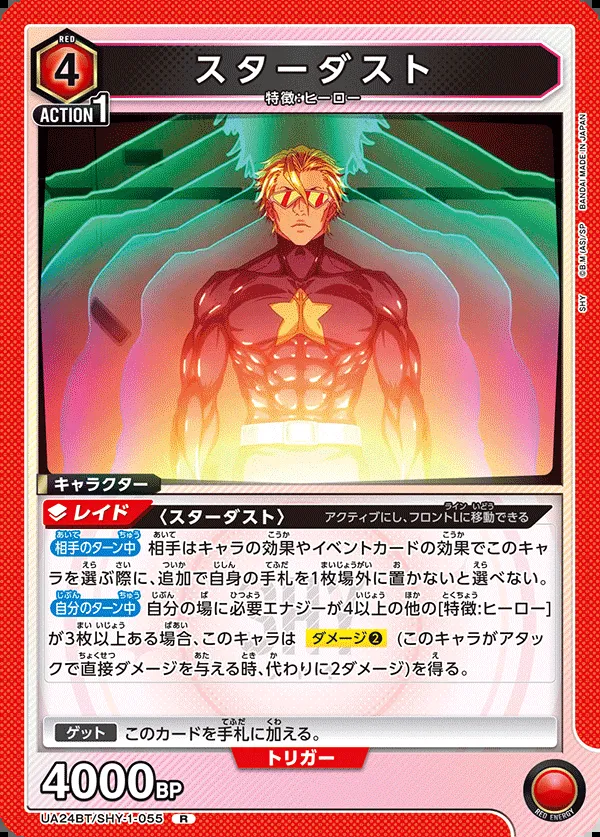 RED
4
ACTION 1
スターダスト
特徴:ヒーロー
SHY ©B.M (AS)/SP BANDAI MADE IN JAPAN
キャラクター
レイド 〈スターダスト〉 アクティブにし、フロントLに移動できる
相手のターン中 相手はキャラの効果やイベントカードの効果でこのキャ
ラを選ぶ際に、追加で自身の手札を1枚場外に置かないと選べない。
自分のターン中 自分の場に必要エナジーが4以上の他の[特徴:ヒーロー]
が3枚以上ある場合、このキャラは ダメージ❷ (このキャラがアタッ
クで直接ダメージを与える時、代わりに2ダメージ)を得る。
ゲット このカードを手札に加える。
トリガー
4000BP
UA24BT/SHY-1-055 R
RED ENERGY